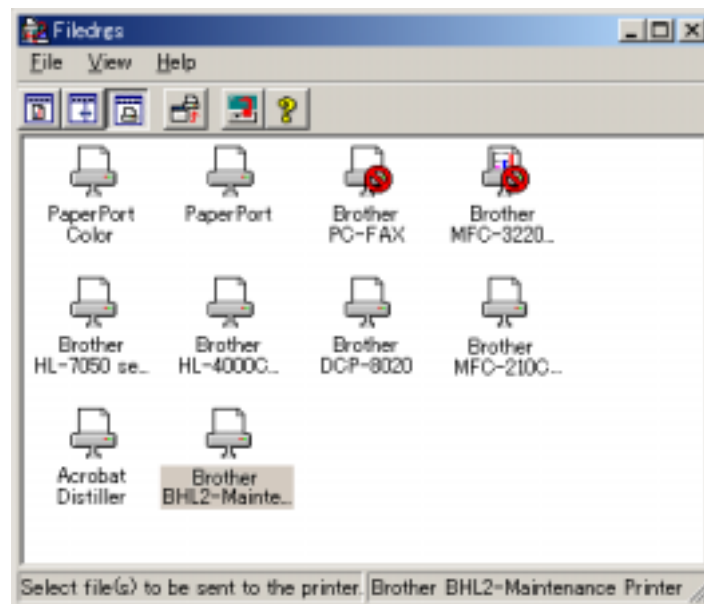 Filedrgs
File View Help
PaperPort
Color
PaperPort
Brother
PC-FAX
Brother
MFC-3220...
Brother
HL-7050 se...
Brother
HL-4000C...
Brother
DCP-8020
Brother
MFC-210C...
Acrobat
Distiller
Brother
BHL2-Mainte...
Select file(s) to be sent to the printer. Brother BHL2-Maintenance Printer